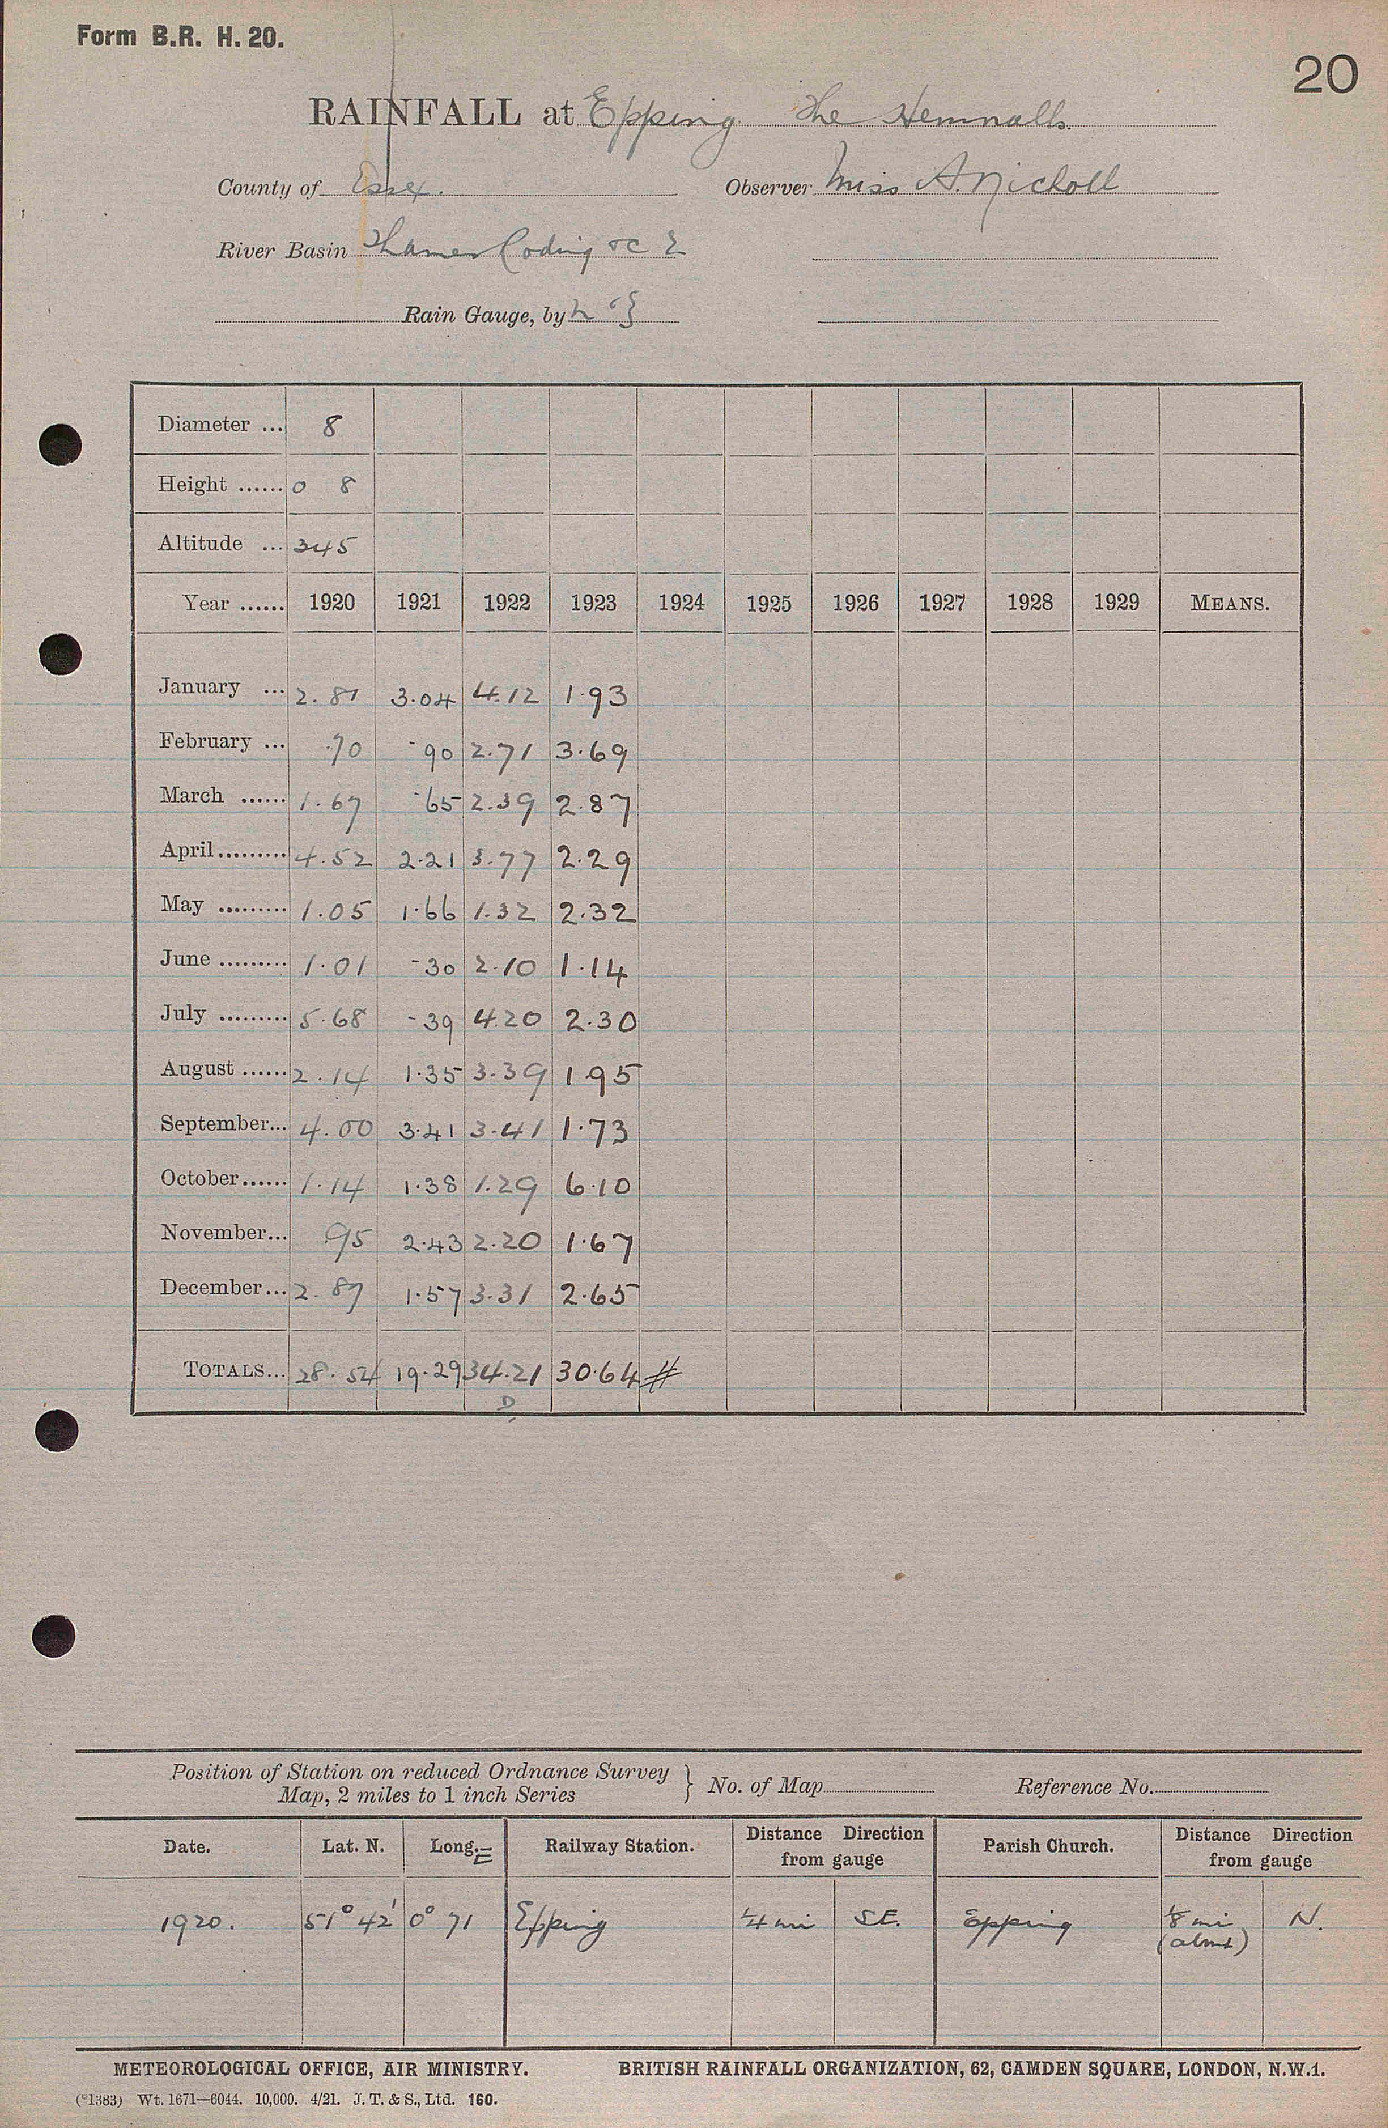 Form B.R. H. 20.
20
RAINFALL at Epping The Hemnalls
County of Essex. Observer Miss A. Nicholl
River Basin Thames Roding &c E
Rain Gauge, by
Diameter ... 8
Height ...... 0 8
Altitude ... 345
Year ...... 1920 1921 1922 1923 1924 1925 1926 1927 1928 1929 MEANS.
January ... 2.81 3.04 4.12 1.93
February ... .70 .90 2.71 3.69
March ...... 1.67 .65 2.39 2.87
April......... 4.52 2.21 3.77 2.29
May ......... 1.05 1.66 1.32 2.32
June ......... 1.01 .30 2.10 1.14
July ......... 5.68 .39 4.20 2.30
August ...... 2.14 1.35 3.39 1.95
September... 4.00 3.41 3.41 1.73
October...... 1.14 1.38 1.29 6.10
November... .95 2.43 2.20 1.67
December... 2.87 1.57 3.31 2.65
TOTALS... 28.54 19.29 34.21 30.64 #
D
Position of Station on reduced Ordnance Survey
Map, 2 miles to 1 inch Series } No. of Map Reference No.
Date. Lat. N. Long. E Railway Station. Distance Direction from gauge Parish Church. Distance Direction from gauge
1920. 51° 42' 0° 71 Epping ¼ mi S.E. Epping ⅛ mi N.
(about)
METEOROLOGICAL OFFICE, AIR MINISTRY. BRITISH RAINFALL ORGANIZATION, 62, CAMDEN SQUARE, LONDON, N.W.1.
(*1383) Wt. 1671—6044. 10,000. 4/21. J. T. & S., Ltd. 160.